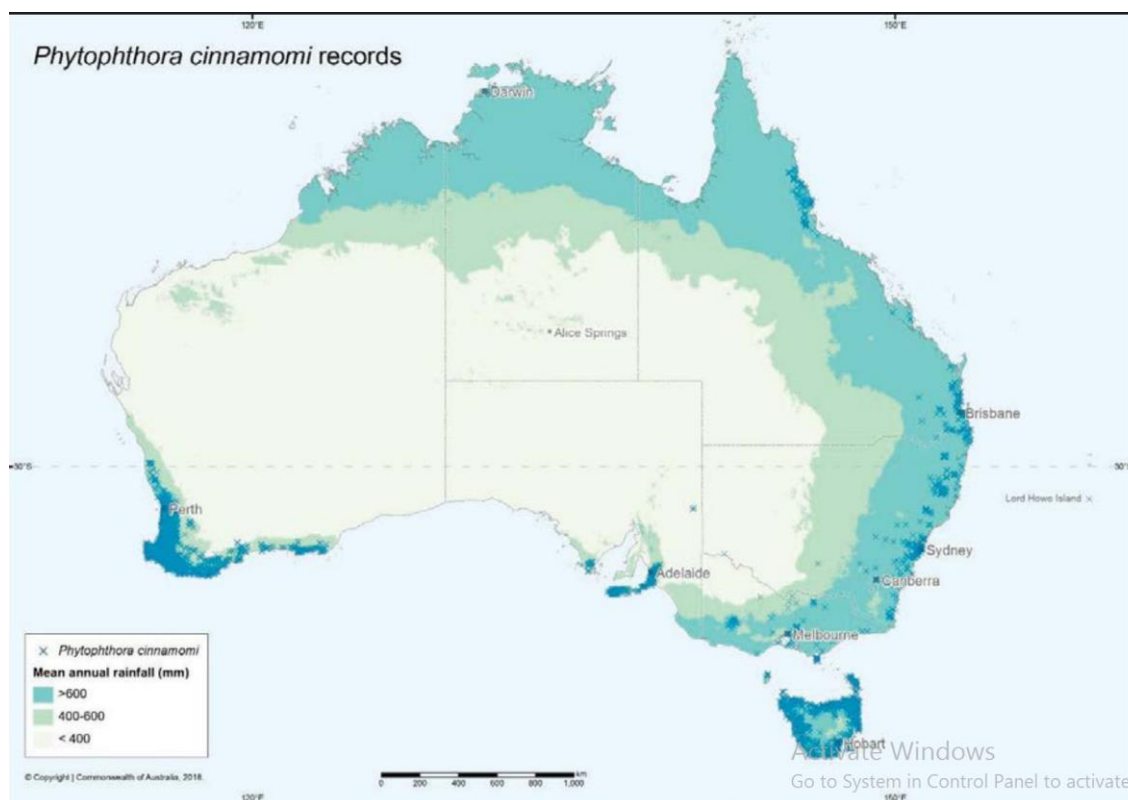 120°E
150°E
Phytophthora cinnamomi records
Darwin
Alice Springs
Brisbane
30°S
30°
Lord Howe Island
Perth
Sydney
Adelaide
Canberra
Melbourne
Phytophthora cinnamomi
Mean annual rainfall (mm)
>600
400-600
< 400
Hobart
Activate Windows
Go to System in Control Panel to activate
© Copyright | Commonwealth of Australia, 2018.
km
0 200 400 600 800 1,000
120°E
150°E